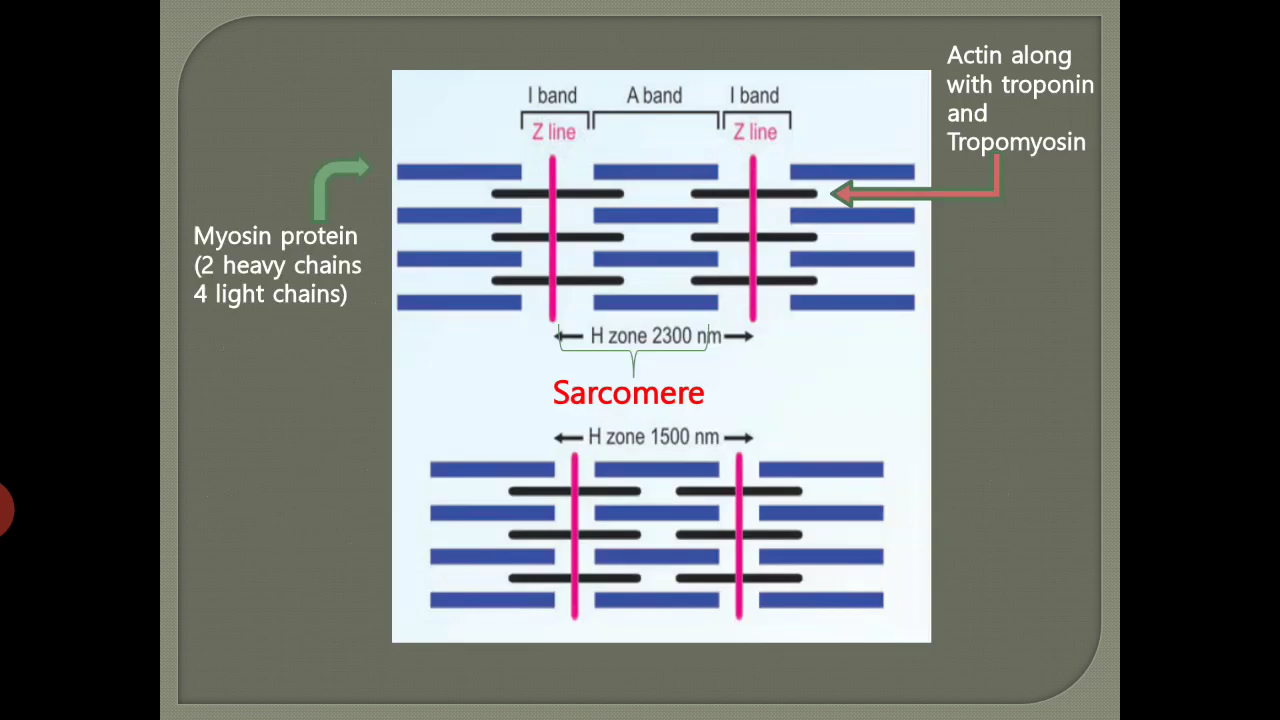 Actin along
with troponin
and
Tropomyosin
I band
A band
I band
Z line
Z line
Myosin protein
(2 heavy chains
4 light chains)
H zone 2300 nm
Sarcomere
H zone 1500 nm